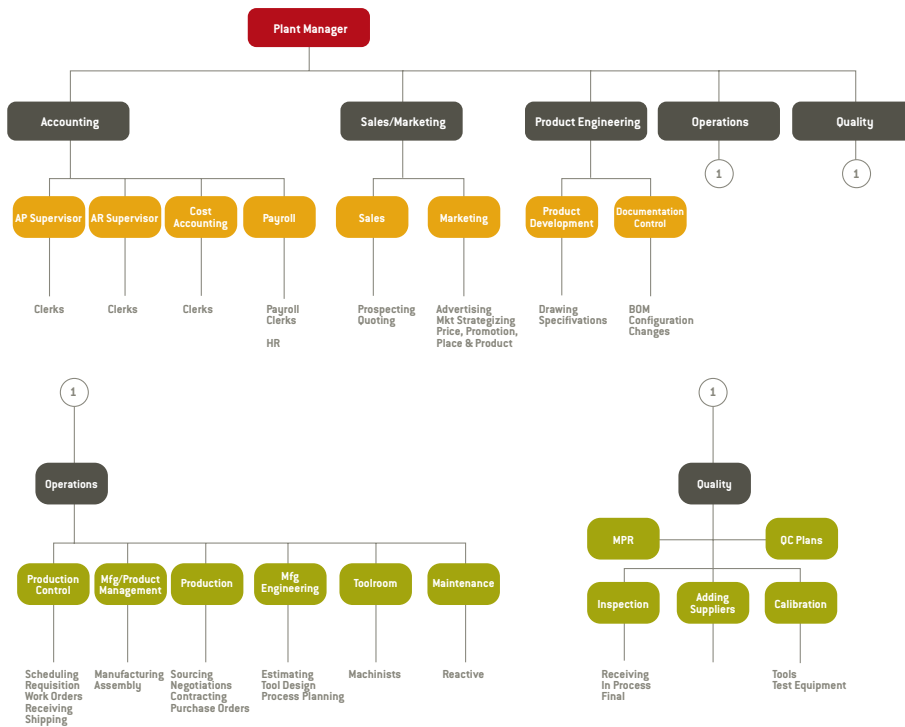 Plant Manager
Accounting
Sales/Marketing
Product Engineering
Operations
Quality
1
1
AP Supervisor
AR Supervisor
Cost
Accounting
Payroll
Sales
Marketing
Product
Development
Documentation
Control
Clerks
Clerks
Clerks
Payroll
Clerks
HR
Prospecting
Quoting
Advertising
Mkt Strategizing
Price, Promotion,
Place & Product
Drawing
Specifivations
BOM
Configuration
Changes
1
Operations
Production
Control
Mfg/Product
Management
Production
Mfg
Engineering
Toolroom
Maintenance
Scheduling
Requisition
Work Orders
Receiving
Shipping
Manufacturing
Assembly
Sourcing
Negotiations
Contracting
Purchase Orders
Estimating
Tool Design
Process Planning
Machinists
Reactive
1
Quality
MPR
QC Plans
Inspection
Adding
Suppliers
Calibration
Receiving
In Process
Final
Tools
Test Equipment